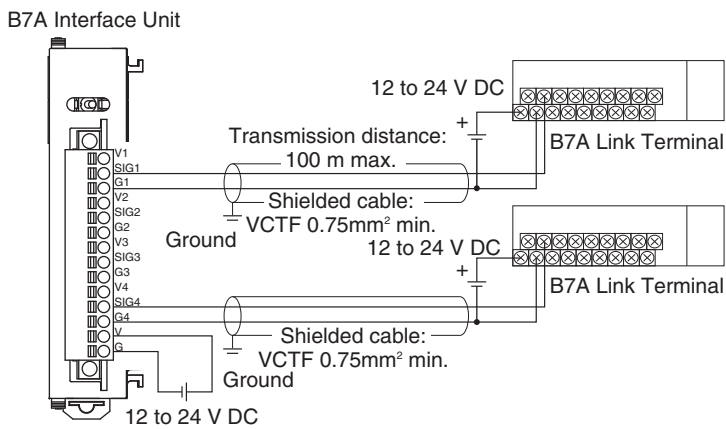 B7A Interface Unit
12 to 24 V DC
+
B7A Link Terminal
Transmission distance:
100 m max.
V1
SIG1
G1
V2
SIG2
G2
V3
SIG3
G3
V4
SIG4
G4
V
G
Shielded cable:
VCTF 0.75mm² min.
Ground
12 to 24 V DC
+
B7A Link Terminal
Shielded cable:
VCTF 0.75mm² min.
Ground
12 to 24 V DC